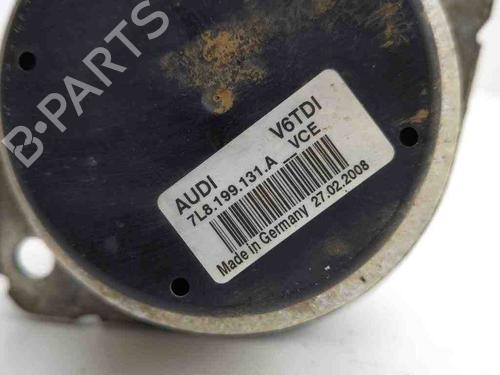 B-PARTS
AUDI V6TDI
7L8.199.131.A VCE
Made in Germany 27.02.2008